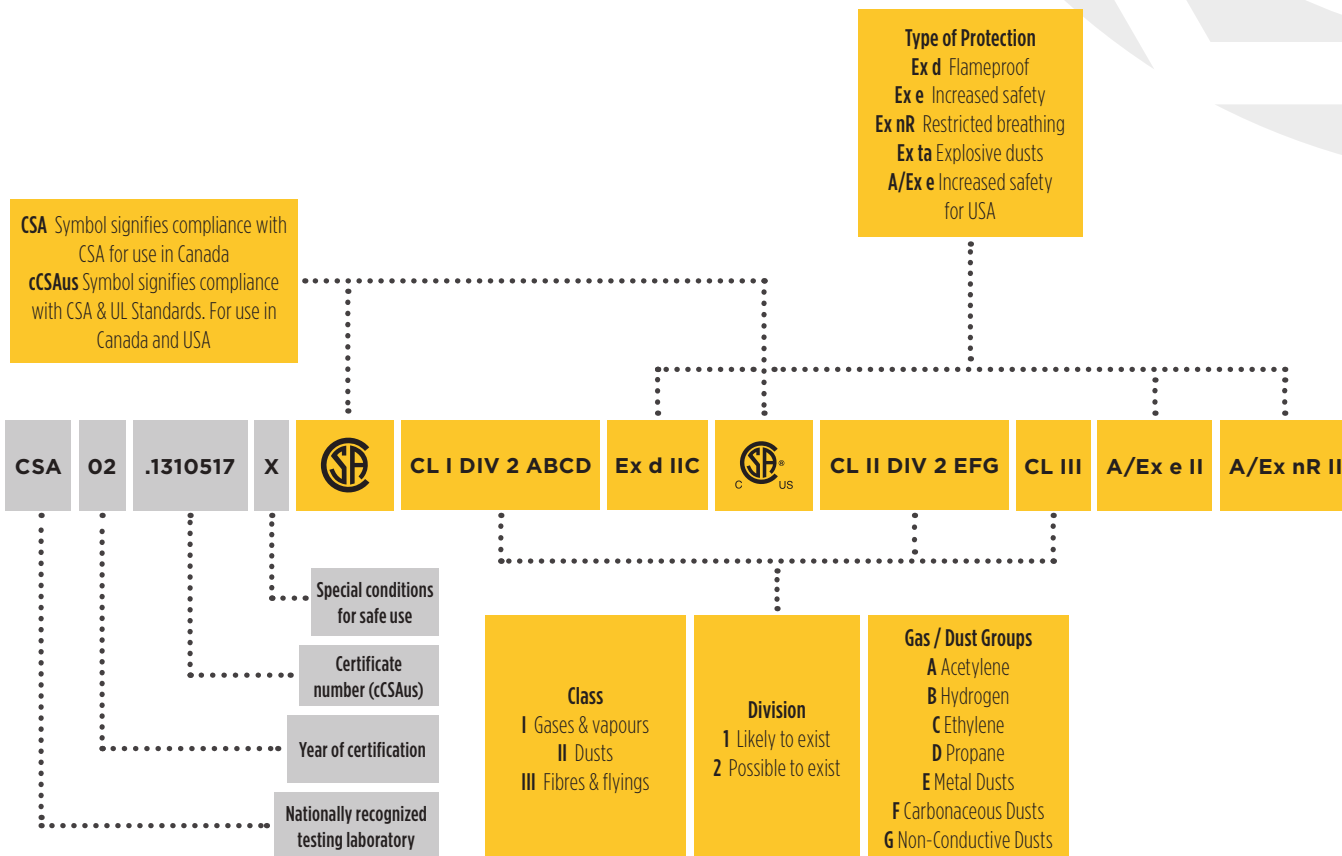 Type of Protection
Ex d Flameproof
Ex e Increased safety
Ex nR Restricted breathing
Ex ta Explosive dusts
A/Ex e Increased safety
for USA
CSA Symbol signifies compliance with
CSA for use in Canada
cCSAus Symbol signifies compliance
with CSA & UL Standards. For use in
Canada and USA
CSA 02 .1310517 X SA CL I DIV 2 ABCD Ex d IIC C SA ® US CL II DIV 2 EFG CL III A/Ex e II A/Ex nR II
Special conditions
for safe use
Certificate
number (cCSAus)
Year of certification
Nationally recognized
testing laboratory
Class
I Gases & vapours
II Dusts
III Fibres & flyings
Division
1 Likely to exist
2 Possible to exist
Gas / Dust Groups
A Acetylene
B Hydrogen
C Ethylene
D Propane
E Metal Dusts
F Carbonaceous Dusts
G Non-Conductive Dusts